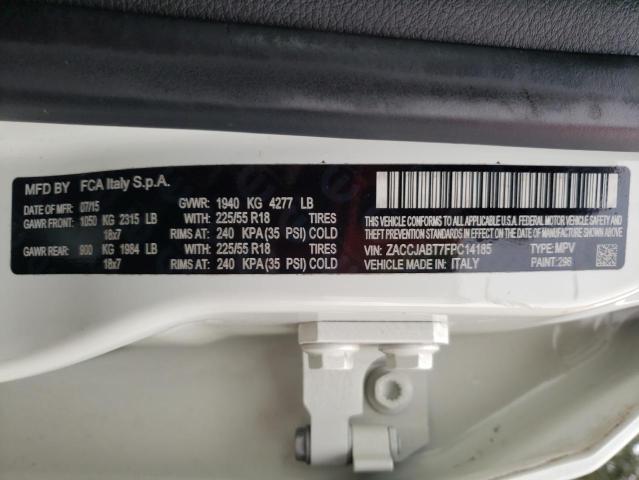 MFD BY FCA Italy S.p.A.
DATE OF MFR: 07/15 GVWR: 1940 KG 4277 LB
GAWR FRONT: 1050 KG 2315 LB WITH: 225/55 R18 TIRES
18x7 RIMS AT: 240 KPA (35 PSI) COLD
GAWR REAR: 900 KG 1984 LB WITH: 225/55 R18 TIRES
18x7 RIMS AT: 240 KPA (35 PSI) COLD
THIS VEHICLE CONFORMS TO ALL APPLICABLE U.S.A. FEDERAL MOTOR VEHICLE SAFETY, BUMPER AND
THEFT PREVENTION STANDARDS IN EFFECT ON THE DATE OF MANUFACTURE SHOWN ABOVE.
VIN: ZACCJABT7FPC14185 TYPE: MPV
VEHICLE MADE IN: ITALY PAINT: 296